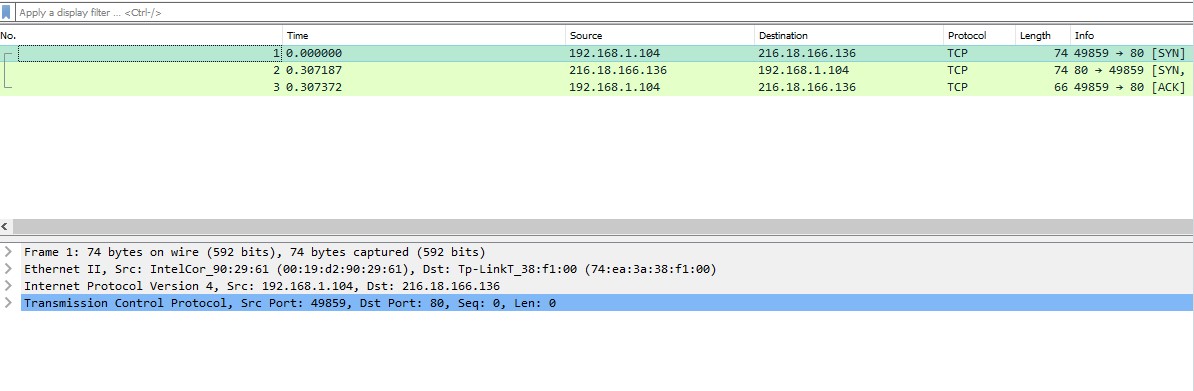 Apply a display filter ... <Ctrl-/>
No. Time Source Destination Protocol Length Info
1 0.000000 192.168.1.104 216.18.166.136 TCP 74 49859 → 80 [SYN]
2 0.307187 216.18.166.136 192.168.1.104 TCP 74 80 → 49859 [SYN,
3 0.307372 192.168.1.104 216.18.166.136 TCP 66 49859 → 80 [ACK]
Frame 1: 74 bytes on wire (592 bits), 74 bytes captured (592 bits)
Ethernet II, Src: IntelCor_90:29:61 (00:19:d2:90:29:61), Dst: Tp-LinkT_38:f1:00 (74:ea:3a:38:f1:00)
Internet Protocol Version 4, Src: 192.168.1.104, Dst: 216.18.166.136
Transmission Control Protocol, Src Port: 49859, Dst Port: 80, Seq: 0, Len: 0